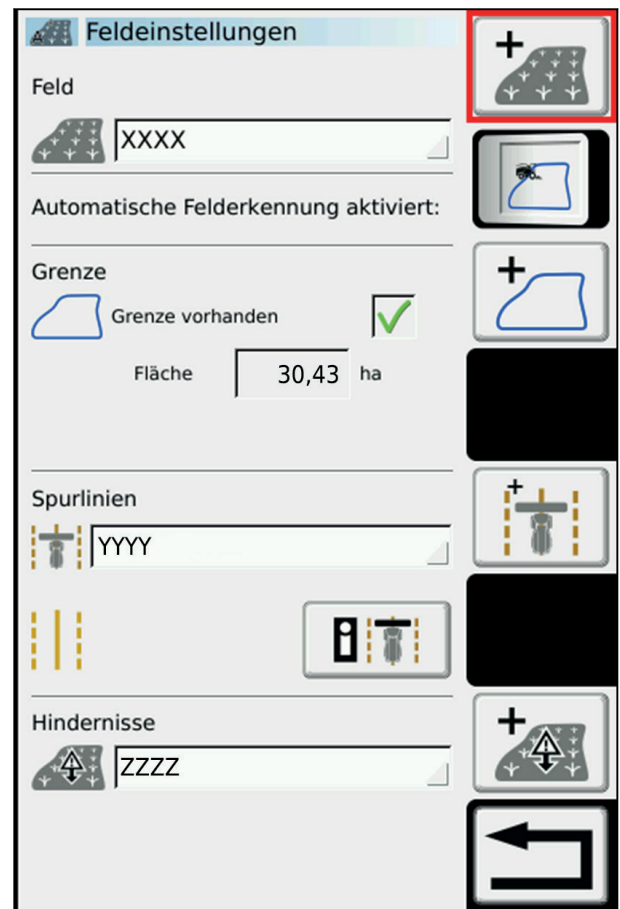 Feldeinstellungen
Feld
XXXX
Automatische Felderkennung aktiviert:
Grenze
Grenze vorhanden
Fläche 30,43 ha
Spurlinien
YYYY
Hindernisse
ZZZZ